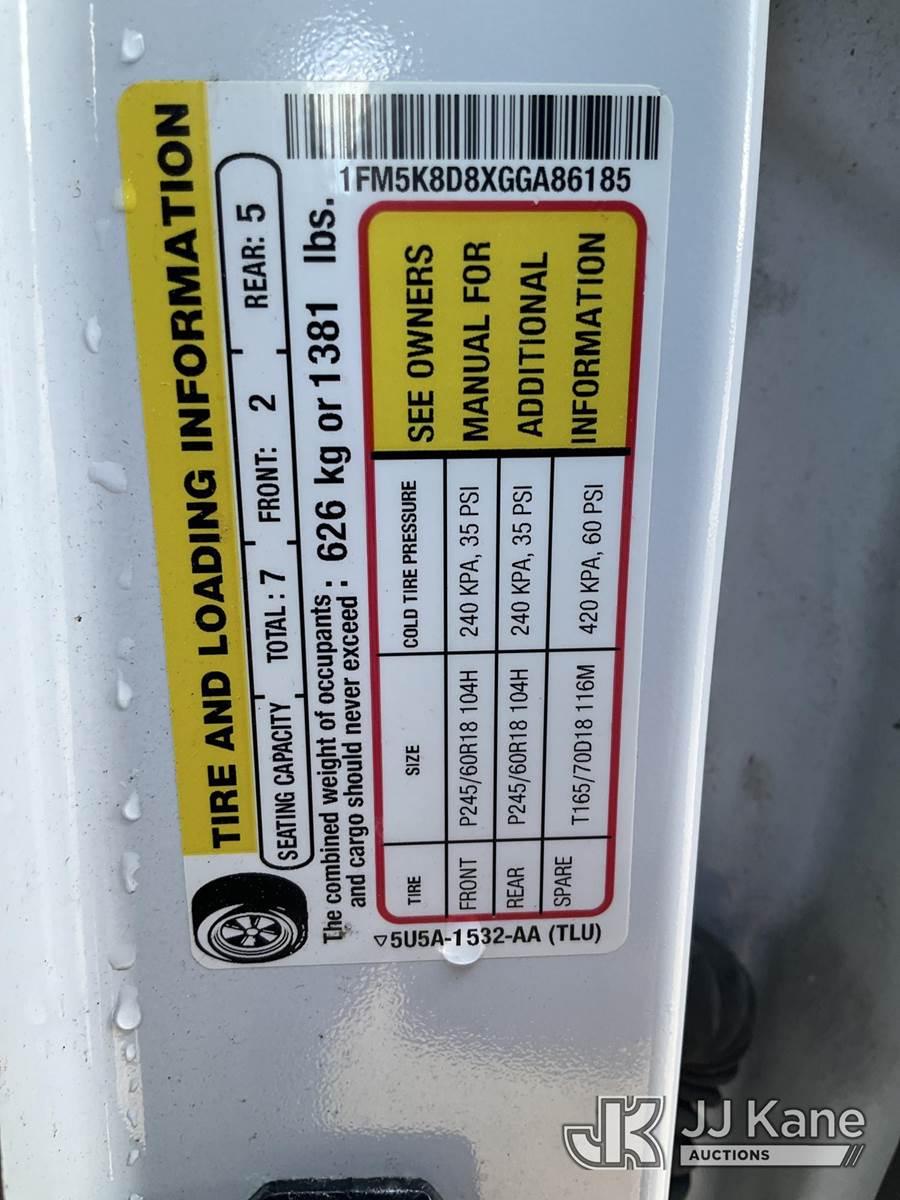 TIRE AND LOADING INFORMATION
SEATING CAPACITY TOTAL : 7 FRONT: 2 REAR: 5
The combined weight of occupants
and cargo should never exceed : 626 kg or 1381 lbs.
TIRE SIZE COLD TIRE PRESSURE
FRONT P245/60R18 104H 240 KPA, 35 PSI
REAR P245/60R18 104H 240 KPA, 35 PSI
SPARE T165/70D18 116M 420 KPA, 60 PSI
SEE OWNERS
MANUAL FOR
ADDITIONAL
INFORMATION
1FM5K8D8XGGA86185
5U5A-1532-AA (TLU)
JK JJ Kane
AUCTIONS